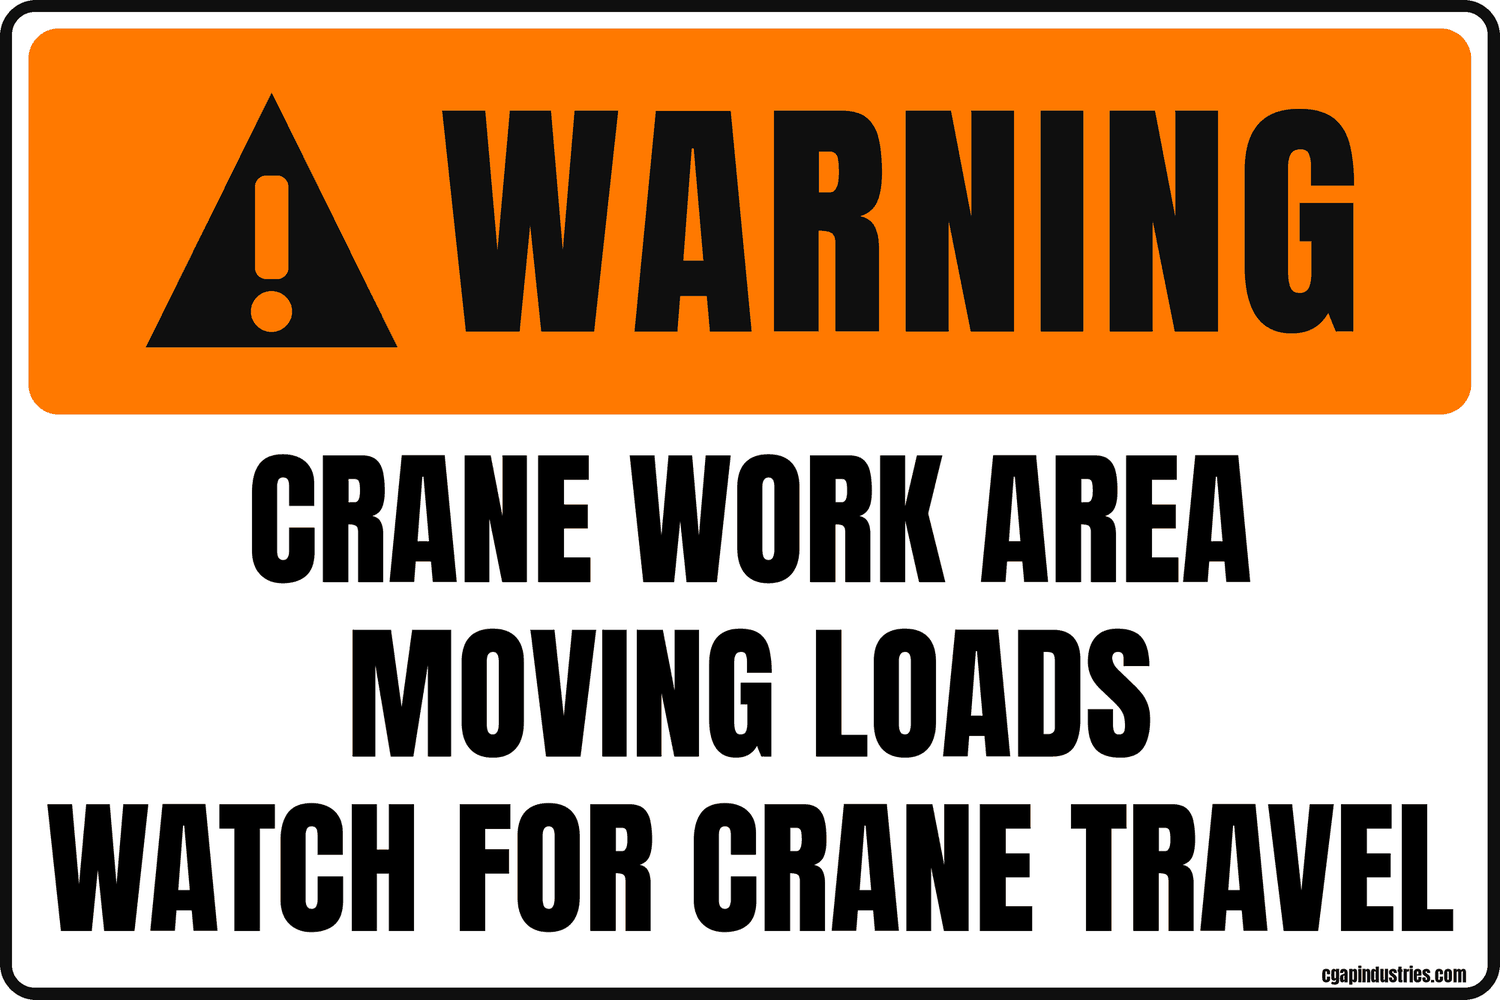 WARNING
CRANE WORK AREA
MOVING LOADS
WATCH FOR CRANE TRAVEL
cgapindustries.com